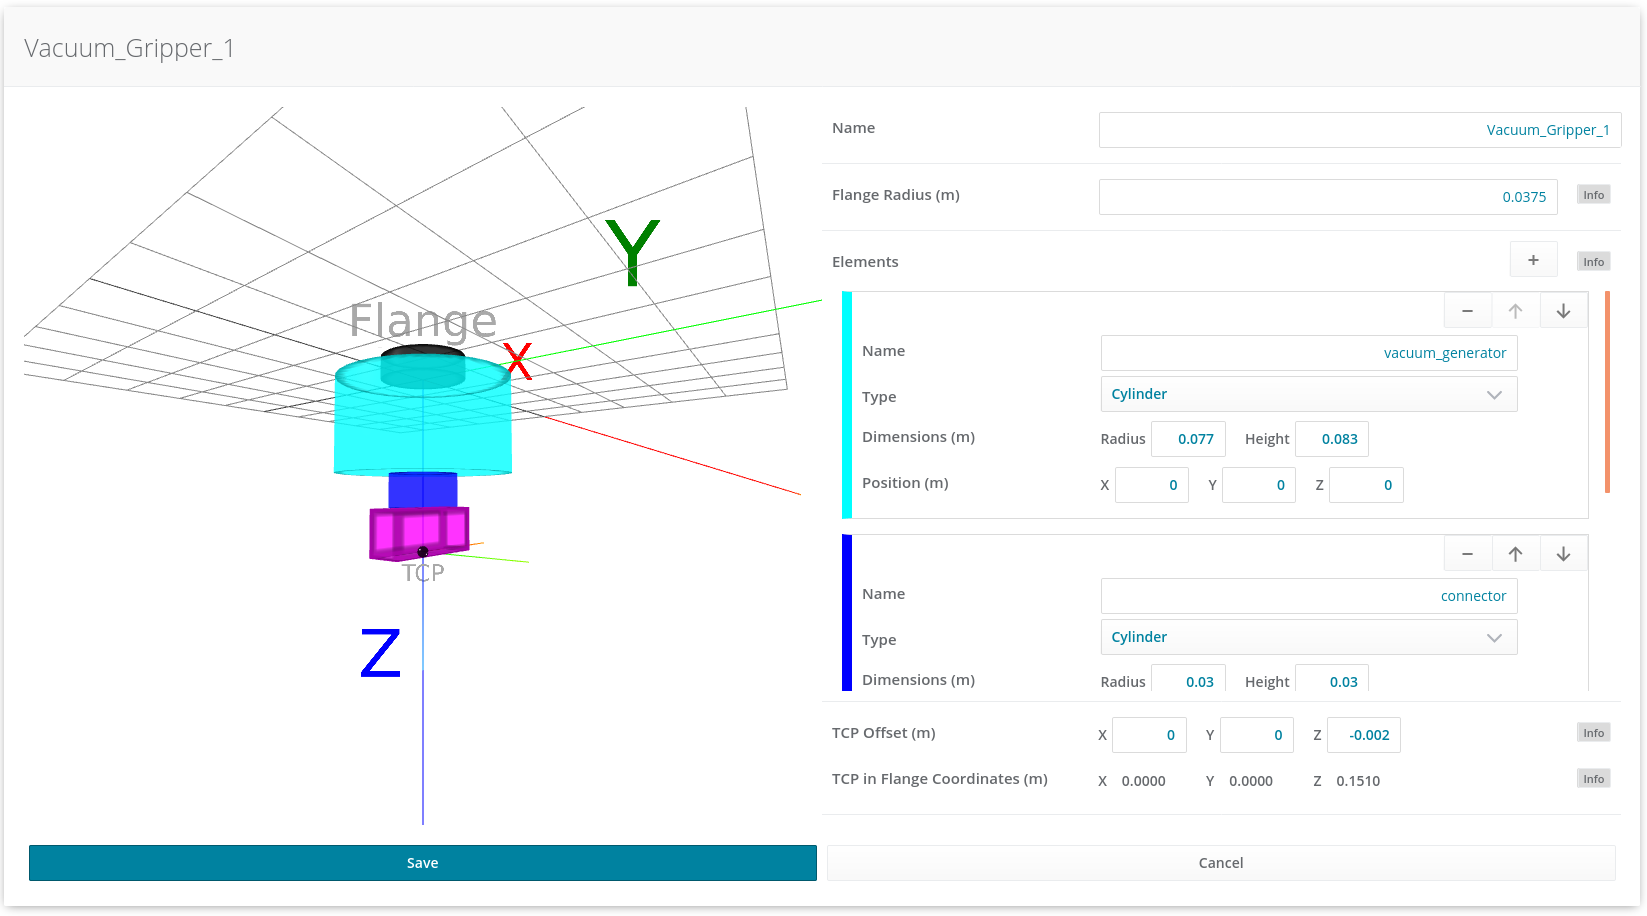 Vacuum_Gripper_1
Flange
Y
X
TCP
Z
Name Vacuum_Gripper_1
Flange Radius (m) 0.0375 Info
Elements + Info
− ↑ ↓
Name vacuum_generator
Type Cylinder
Dimensions (m) Radius 0.077 Height 0.083
Position (m) X 0 Y 0 Z 0
− ↑ ↓
Name connector
Type Cylinder
Dimensions (m) Radius 0.03 Height 0.03
TCP Offset (m) X 0 Y 0 Z -0.002 Info
TCP in Flange Coordinates (m) X 0.0000 Y 0.0000 Z 0.1510 Info
Save Cancel